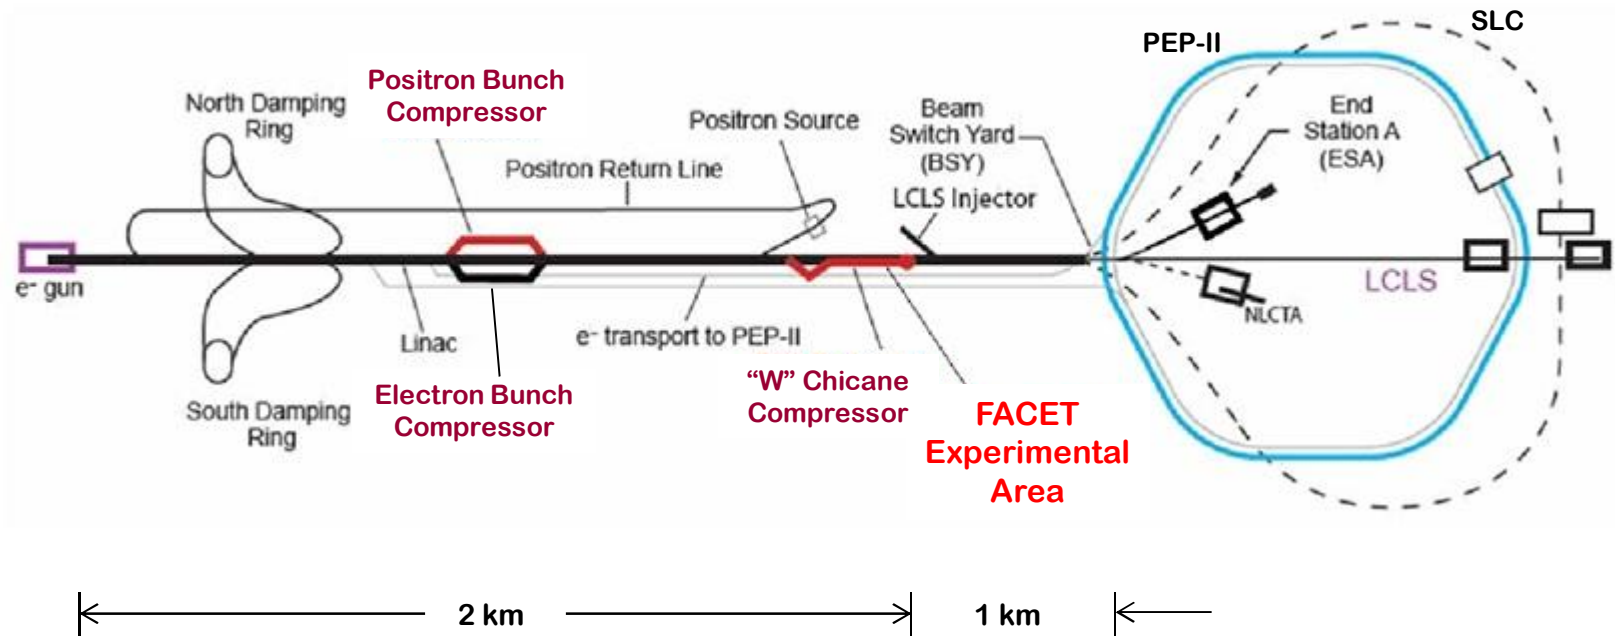 SLC
PEP-II
Positron Bunch
Compressor
North Damping
Ring
Positron Source
Beam
Switch Yard
(BSY)
End
Station A
(ESA)
Positron Return Line
LCLS Injector
e- gun
LCLS
NLCTA
Linac
e- transport to PEP-II
Electron Bunch
Compressor
"W" Chicane
Compressor
South Damping
Ring
FACET
Experimental
Area
2 km
1 km